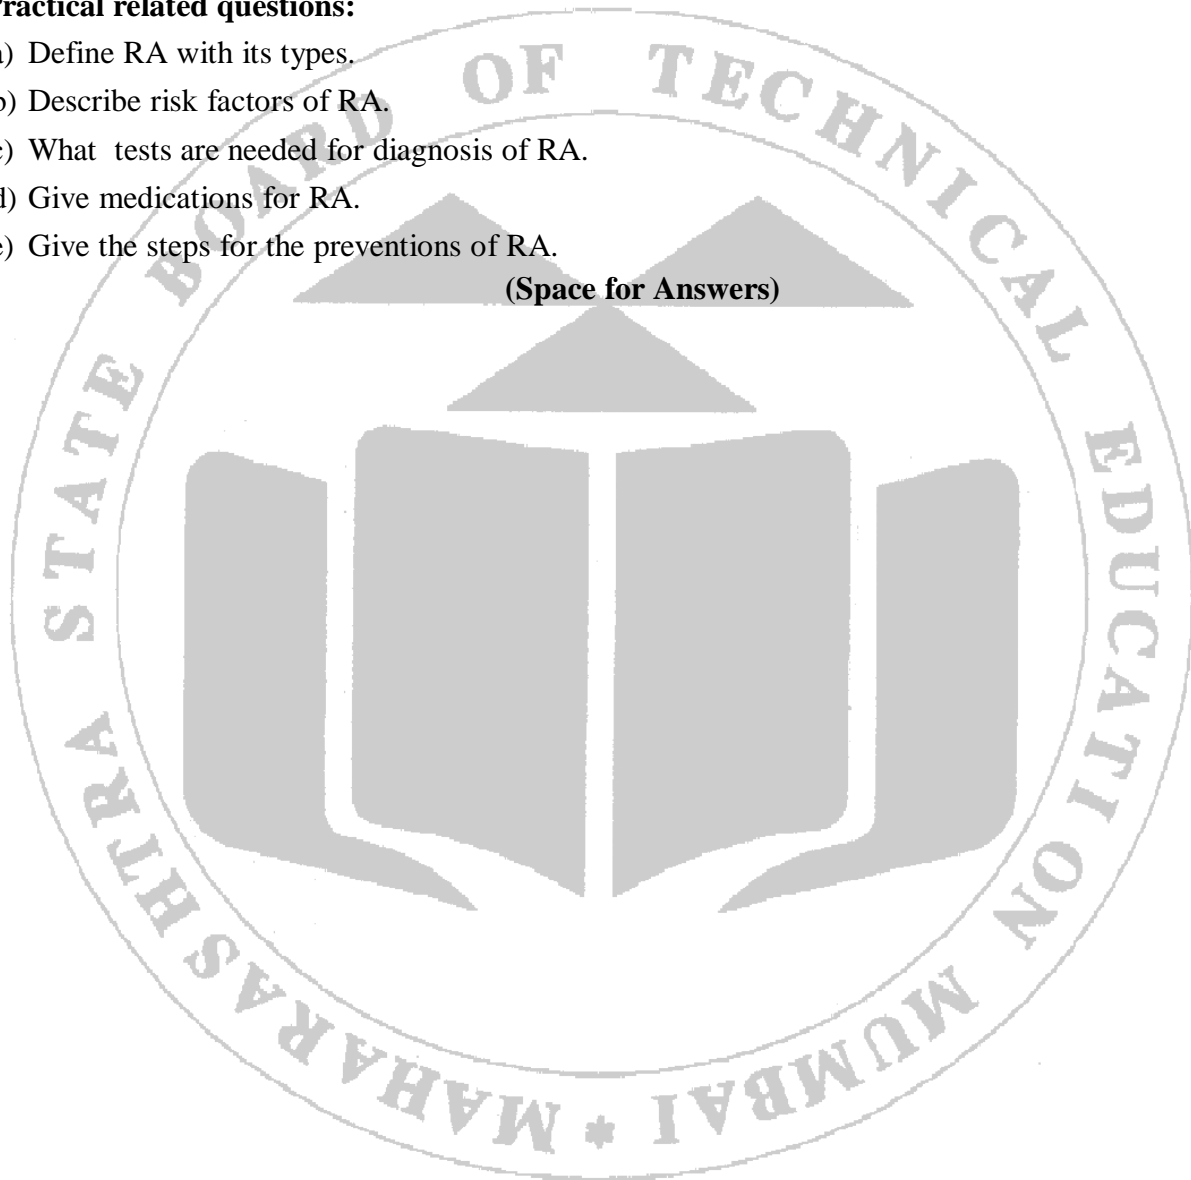 Practical related questions:
a) Define RA with its types.
b) Describe risk factors of RA.
c) What tests are needed for diagnosis of RA.
d) Give medications for RA.
e) Give the steps for the preventions of RA.
(Space for Answers)
MAHARASHTRA STATE BOARD OF TECHNICAL EDUCATION MUMBAI *